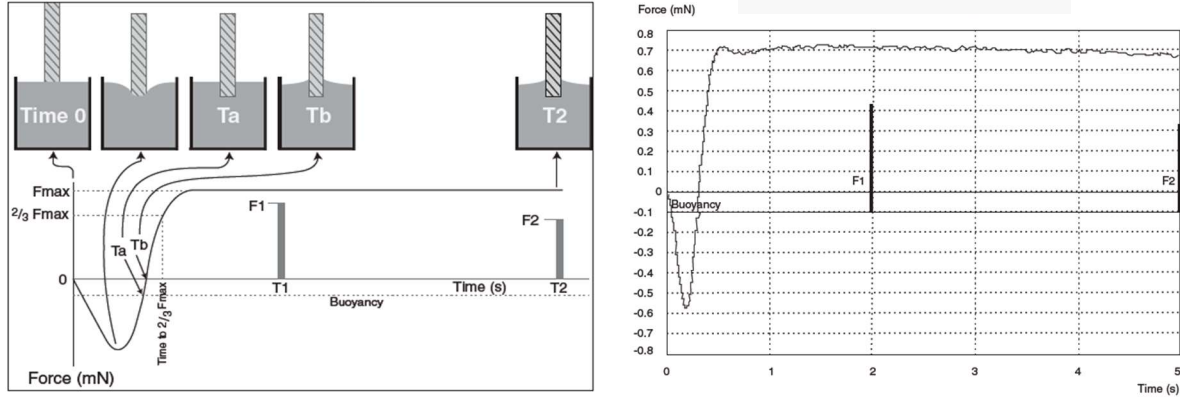 Time 0
Ta
Tb
T2
Fmax
2/3 Fmax
F1
F2
Ta
Tb
0
T1
Time (s)
T2
Buoyancy
Time to 2/3 Fmax
Force (mN)
Force (mN)
0.8
0.7
0.6
0.5
0.4
0.3
0.2
0.1
0
-0.1
-0.2
-0.3
-0.4
-0.5
-0.6
-0.7
-0.8
F1
F2
Buoyancy
0
1
2
3
4
5
Time (s)